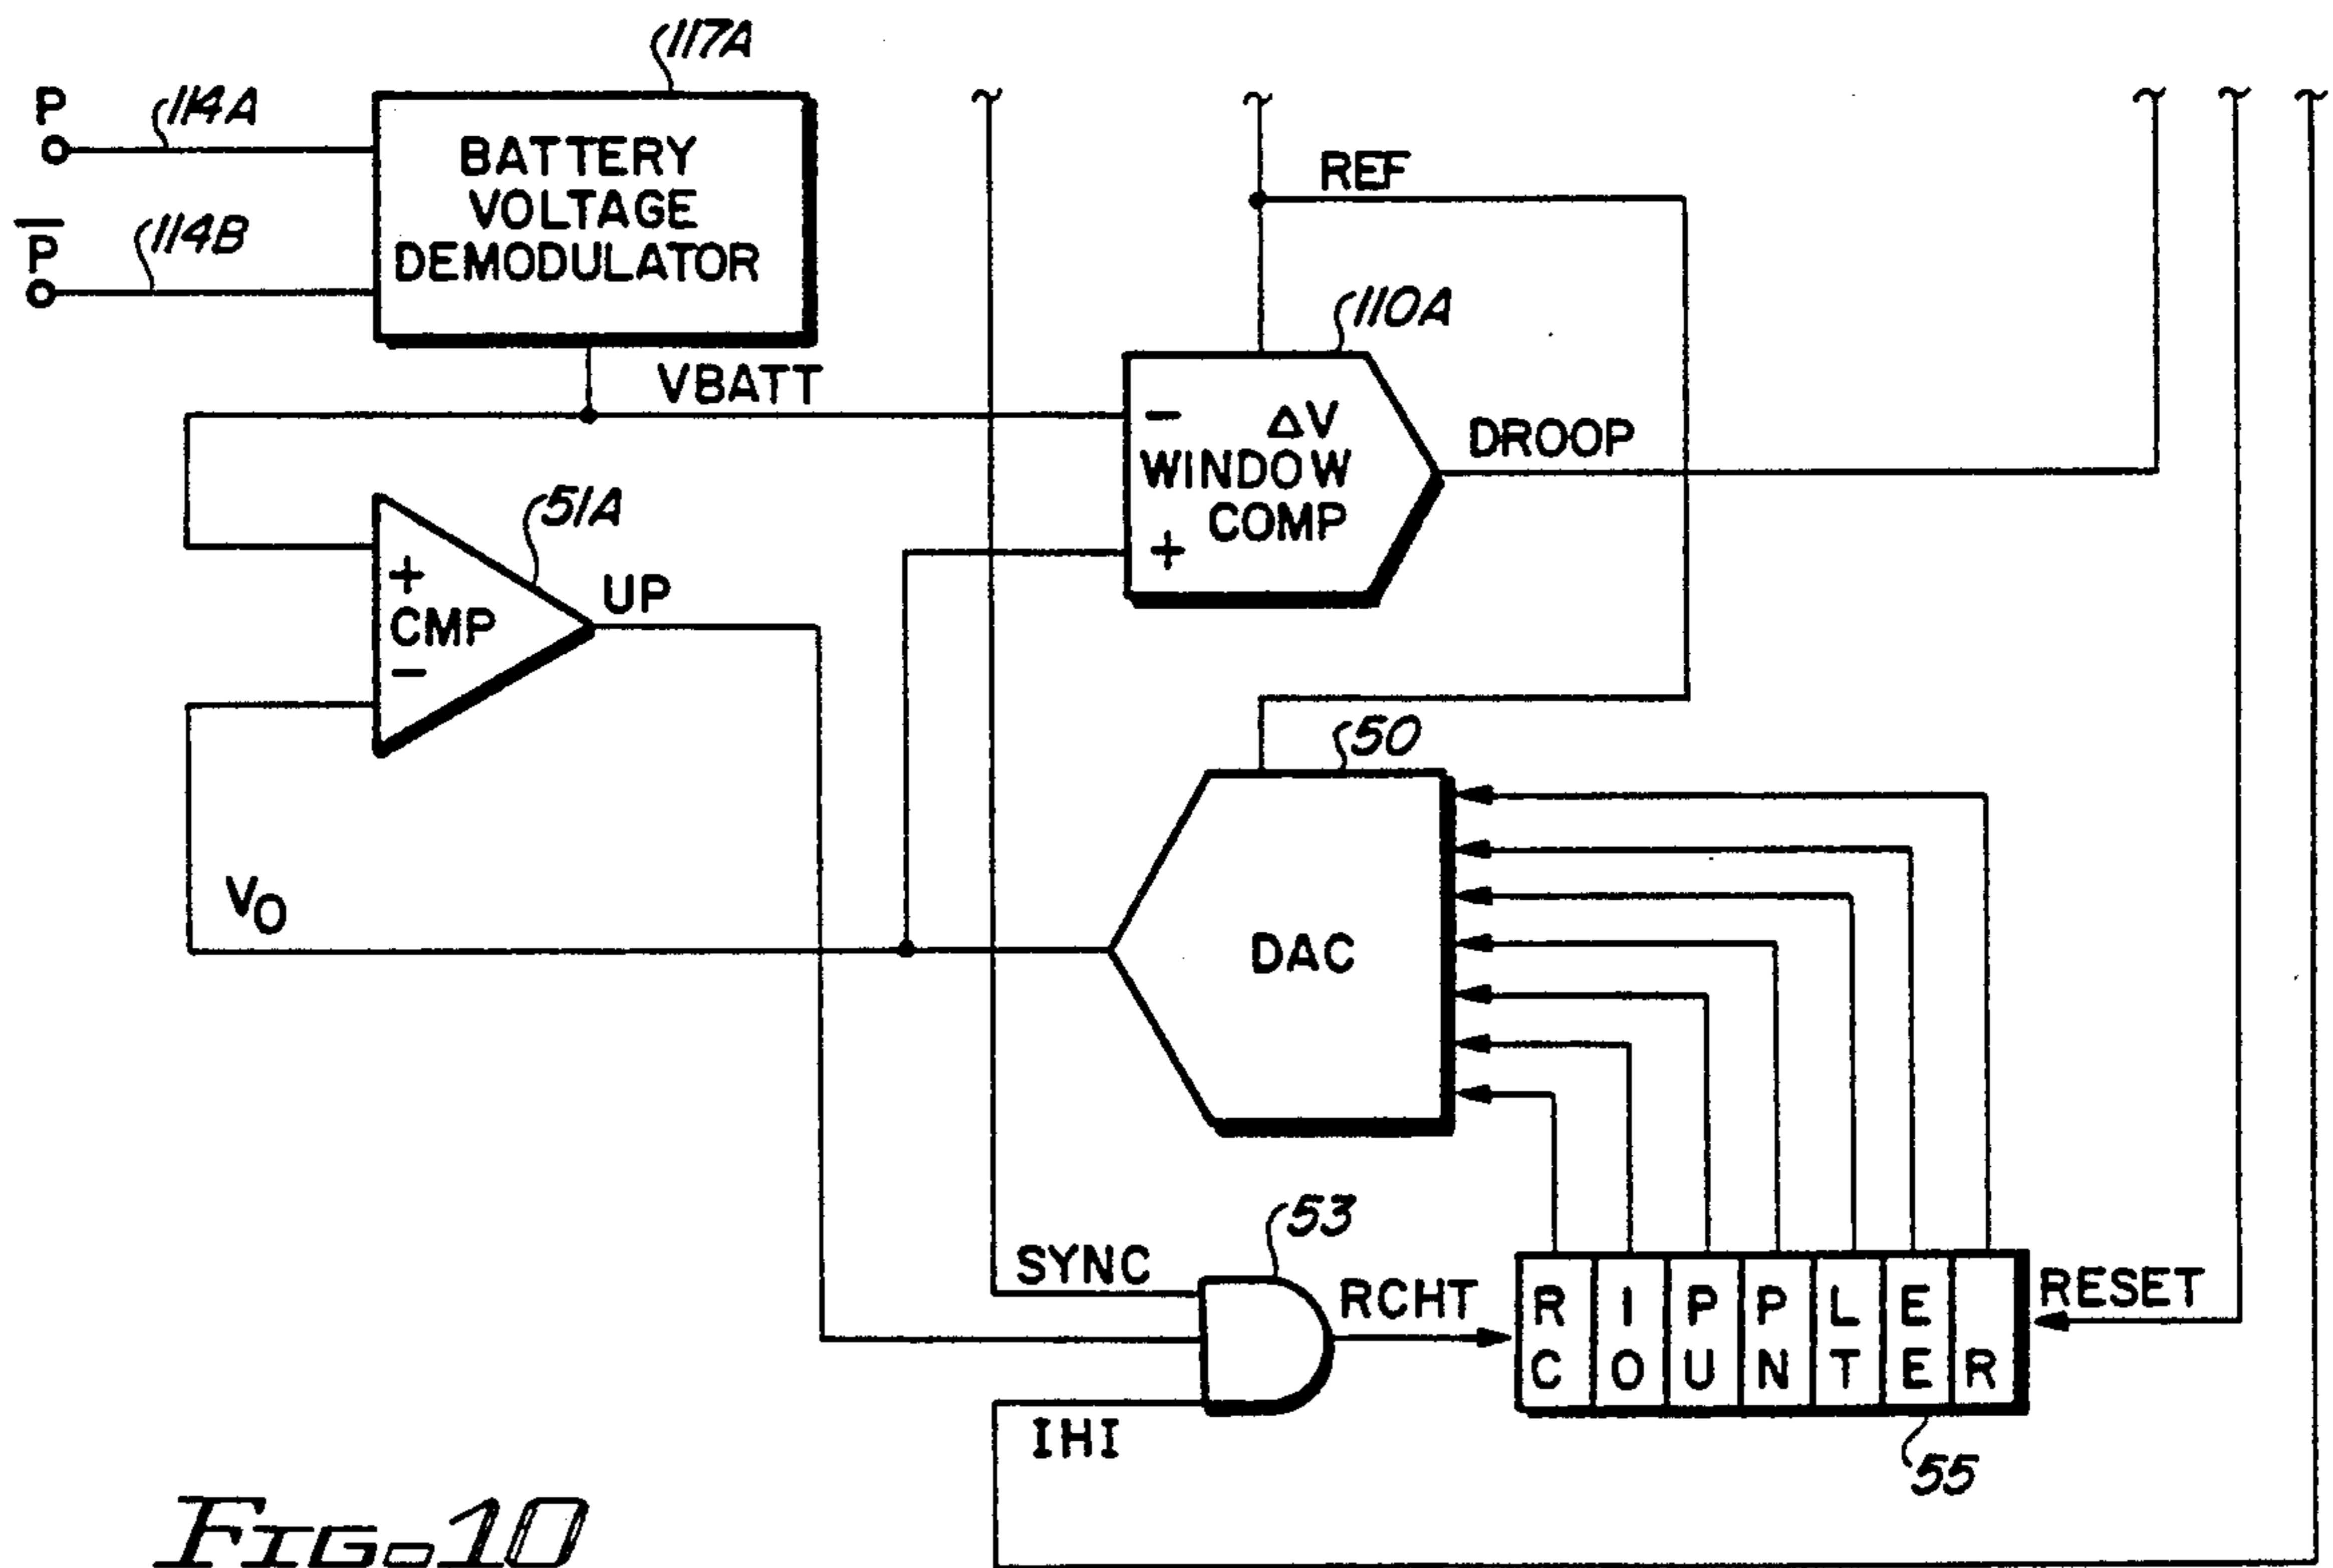 117A
P
114A
BATTERY
VOLTAGE
DEMODULATOR
P̅
114B
REF
110A
VBATT
−
ΔV
WINDOW
COMP
+
DROOP
51A
+
CMP
−
UP
50
VO
DAC
53
SYNC
RCHT
R I P P L E
C O U N T E R
RESET
IHI
55
FIG-10